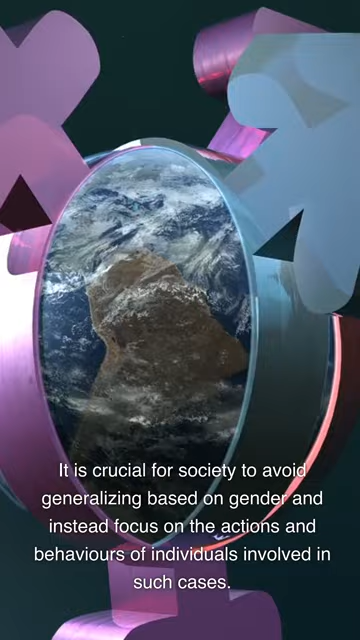 It is crucial for society to avoid
generalizing based on gender and
instead focus on the actions and
behaviours of individuals involved in
such cases.